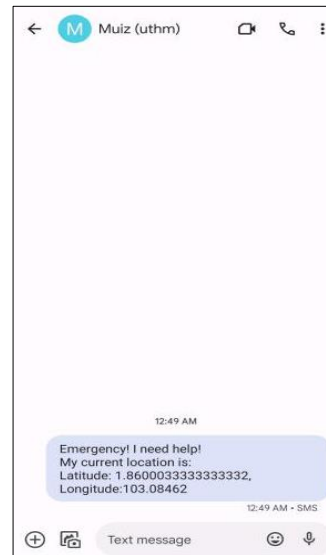 M Muiz (uthm)
12:49 AM
Emergency! I need help!
My current location is:
Latitude: 1.8600033333333332,
Longitude:103.08462
12:49 AM • SMS
Text message